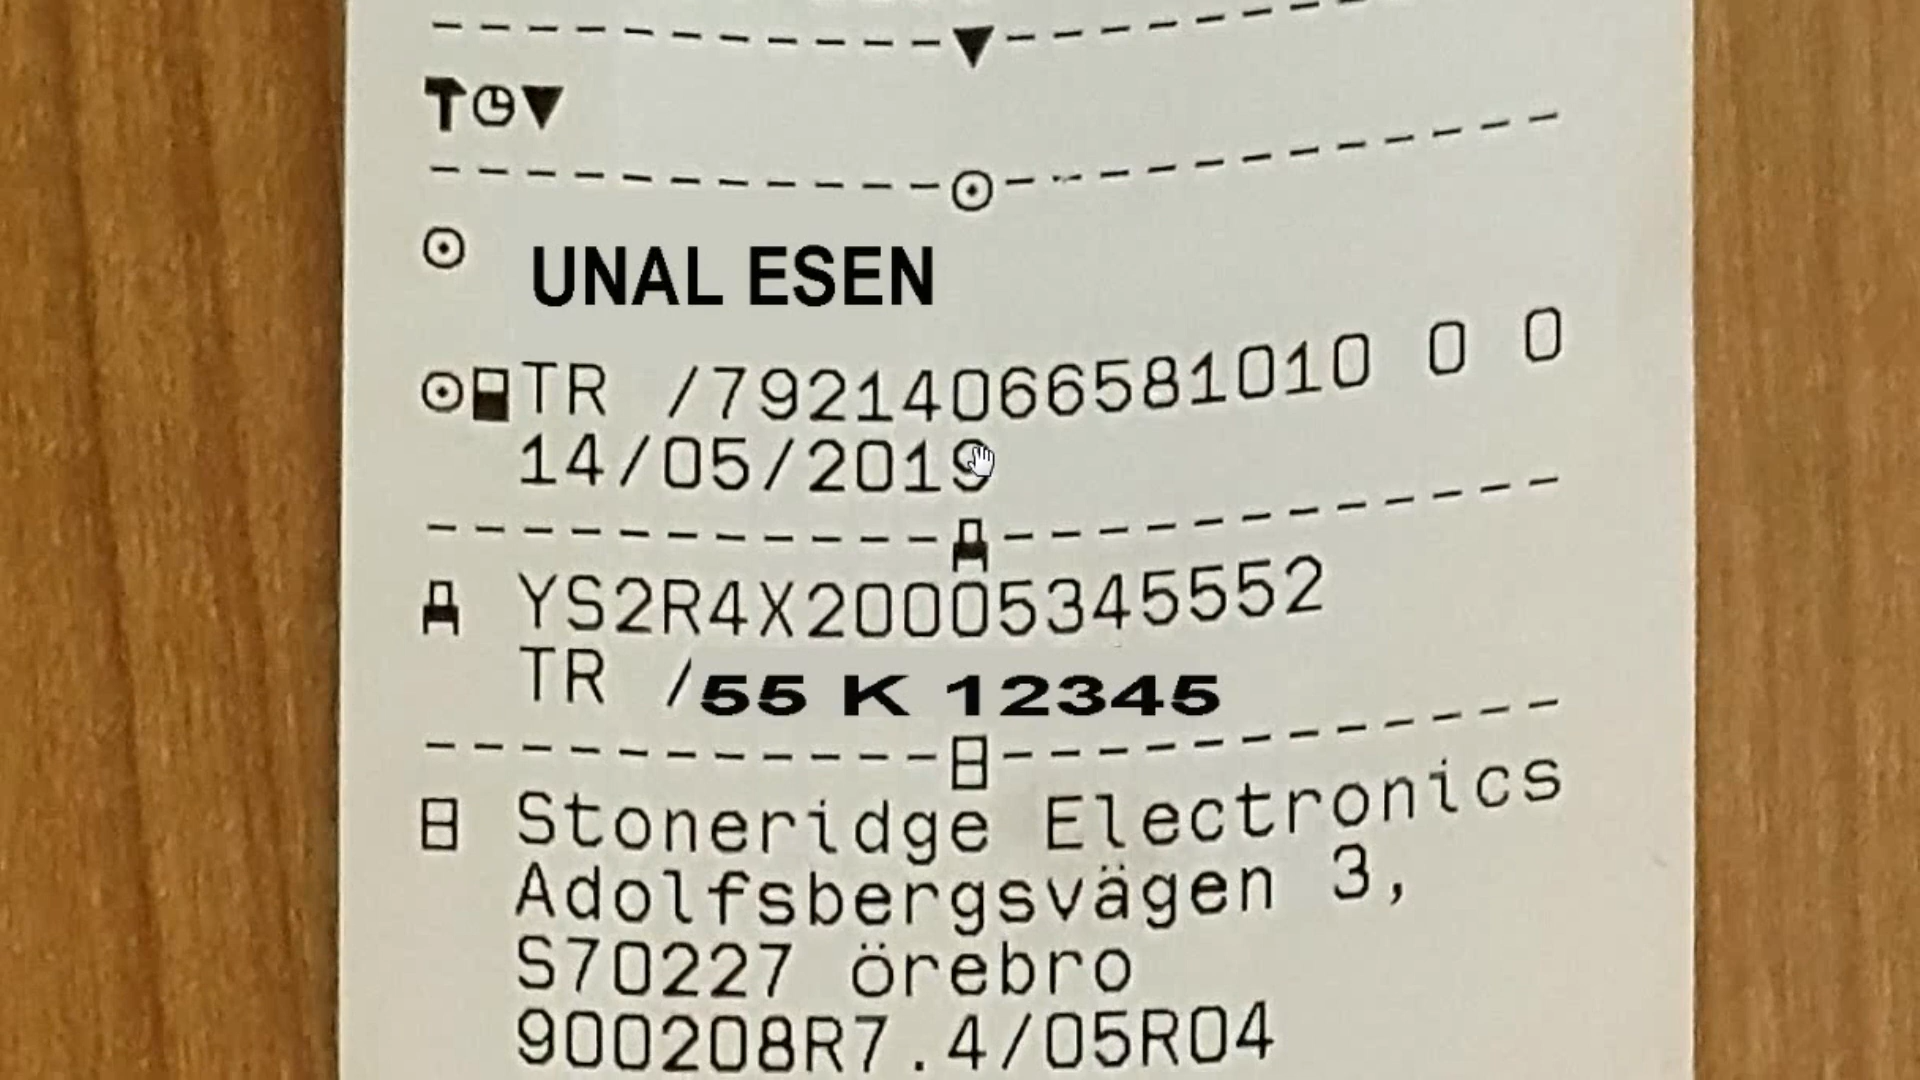 UNAL ESEN
TR /79214066581010 0 0
14/05/2019
YS2R4X20005345552
TR /55 K 12345
Stoneridge Electronics
Adolfsbergsvägen 3,
S70227 örebro
900208R7.4/05R04